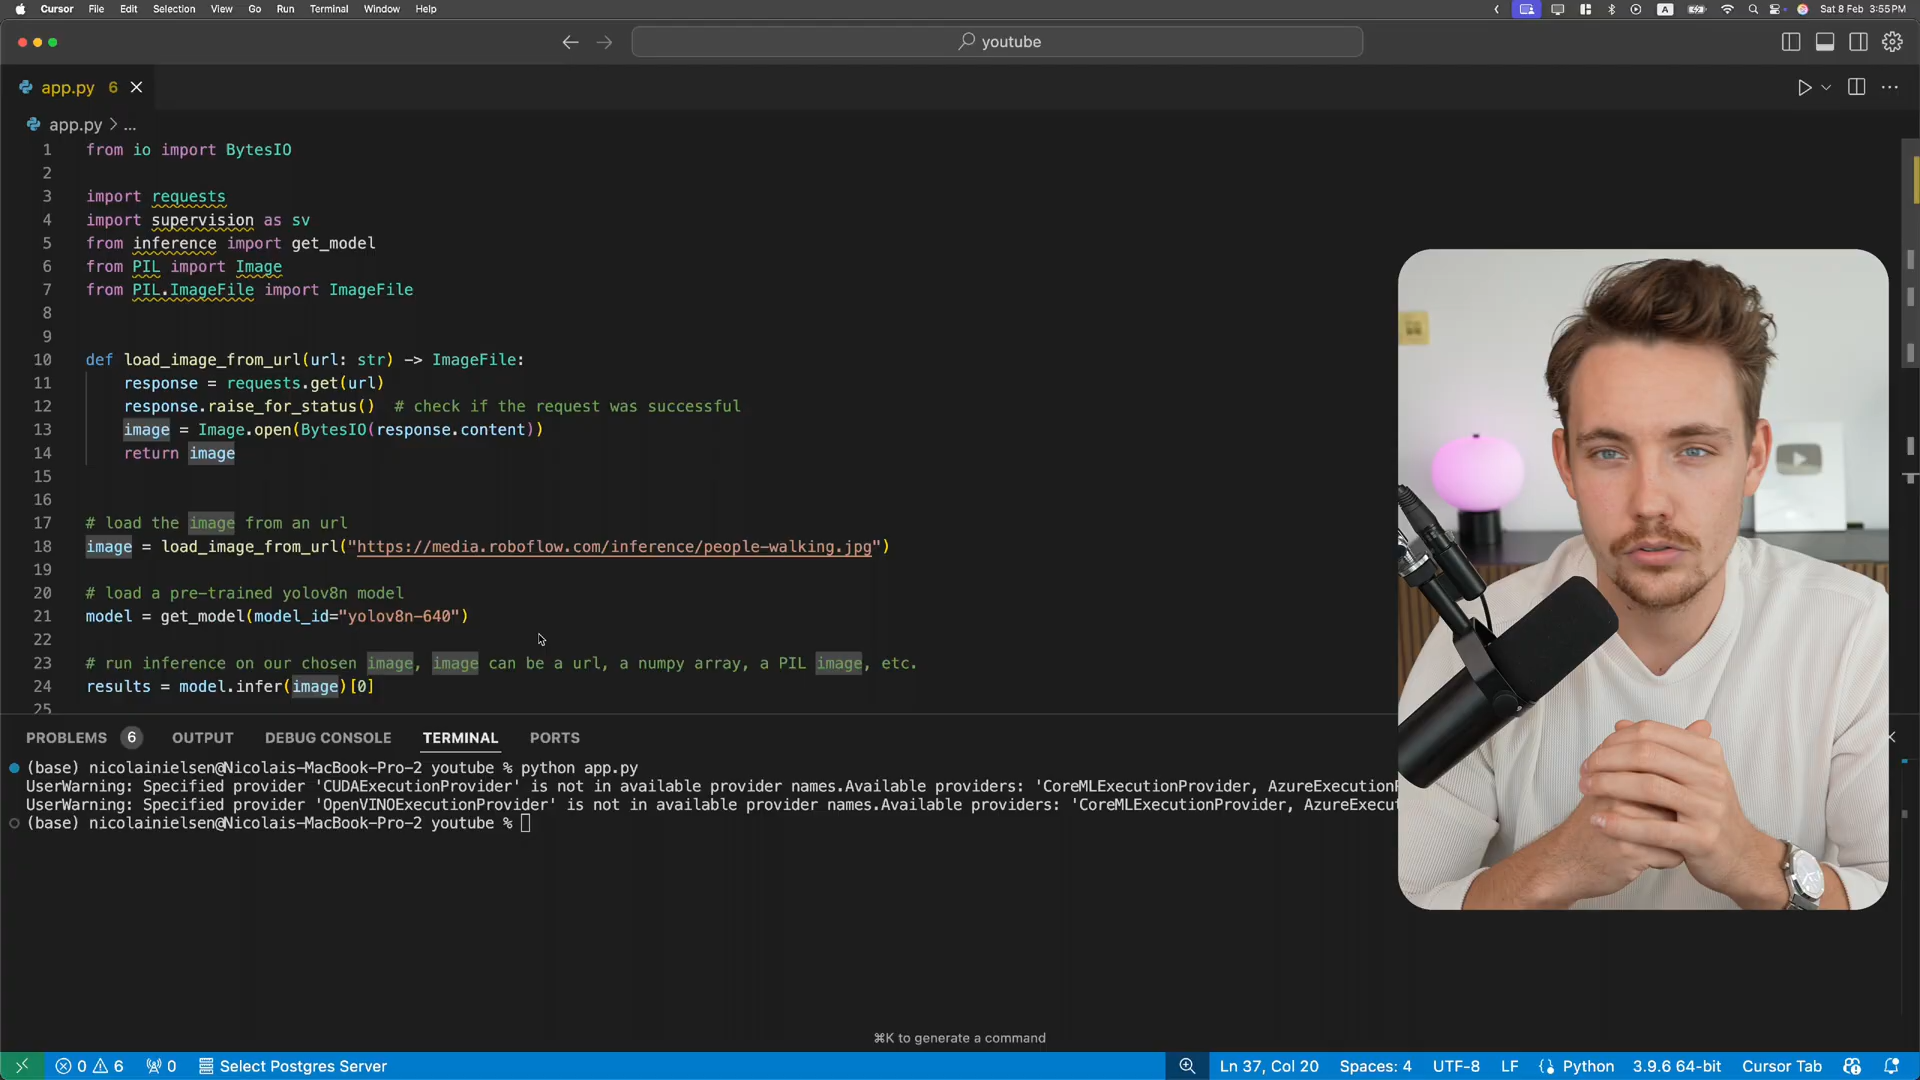 Cursor File Edit Selection View Go Run Terminal Window Help A Sat 8 Feb 3:55PM
youtube
app.py 6
app.py > ...
1 from io import BytesIO
2
3 import requests
4 import supervision as sv
5 from inference import get_model
6 from PIL import Image
7 from PIL.ImageFile import ImageFile
8
9
10 def load_image_from_url(url: str) -> ImageFile:
11 response = requests.get(url)
12 response.raise_for_status() # check if the request was successful
13 image = Image.open(BytesIO(response.content))
14 return image
15
16
17 # load the image from an url
18 image = load_image_from_url("https://media.roboflow.com/inference/people-walking.jpg")
19
20 # load a pre-trained yolov8n model
21 model = get_model(model_id="yolov8n-640")
22
23 # run inference on our chosen image, image can be a url, a numpy array, a PIL image, etc.
24 results = model.infer(image)[0]
25
PROBLEMS 6 OUTPUT DEBUG CONSOLE TERMINAL PORTS
(base) nicolainielsen@Nicolais-MacBook-Pro-2 youtube % python app.py
UserWarning: Specified provider 'CUDAExecutionProvider' is not in available provider names.Available providers: 'CoreMLExecutionProvider, AzureExecutionP
UserWarning: Specified provider 'OpenVINOExecutionProvider' is not in available provider names.Available providers: 'CoreMLExecutionProvider, AzureExecut
(base) nicolainielsen@Nicolais-MacBook-Pro-2 youtube %
⌘K to generate a command
0 6 0 Select Postgres Server Ln 37, Col 20 Spaces: 4 UTF-8 LF Python 3.9.6 64-bit Cursor Tab